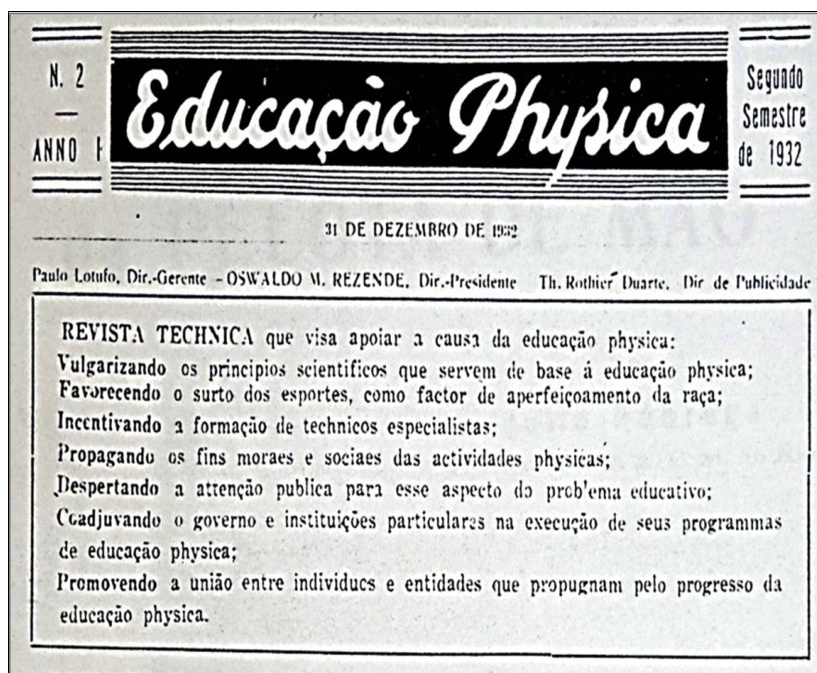 N. 2
—
ANNO I
Educação Physica
Segundo
Semestre
de 1932
31 DE DEZEMBRO DE 1932
Paulo Lotufo, Dir.-Gerente – OSWALDO M. REZENDE, Dir.-Presidente Th. Rothier Duarte, Dir de Publicidade
REVISTA TECHNICA que visa apoiar a causa da educação physica:
Vulgarizando os principios scientificos que servem de base á educação physica;
Favorecendo o surto dos esportes, como factor de aperfeiçoamento da raça;
Incentivando a formação de technicos especialistas;
Propagando os fins moraes e sociaes das actividades physicas;
Despertando a attenção publica para esse aspecto do prob'ema educativo;
Coadjuvando o governo e instituições particulares na execução de seus programmas
de educação physica;
Promovendo a união entre individuos e entidades que propugnam pelo progresso da
educação physica.